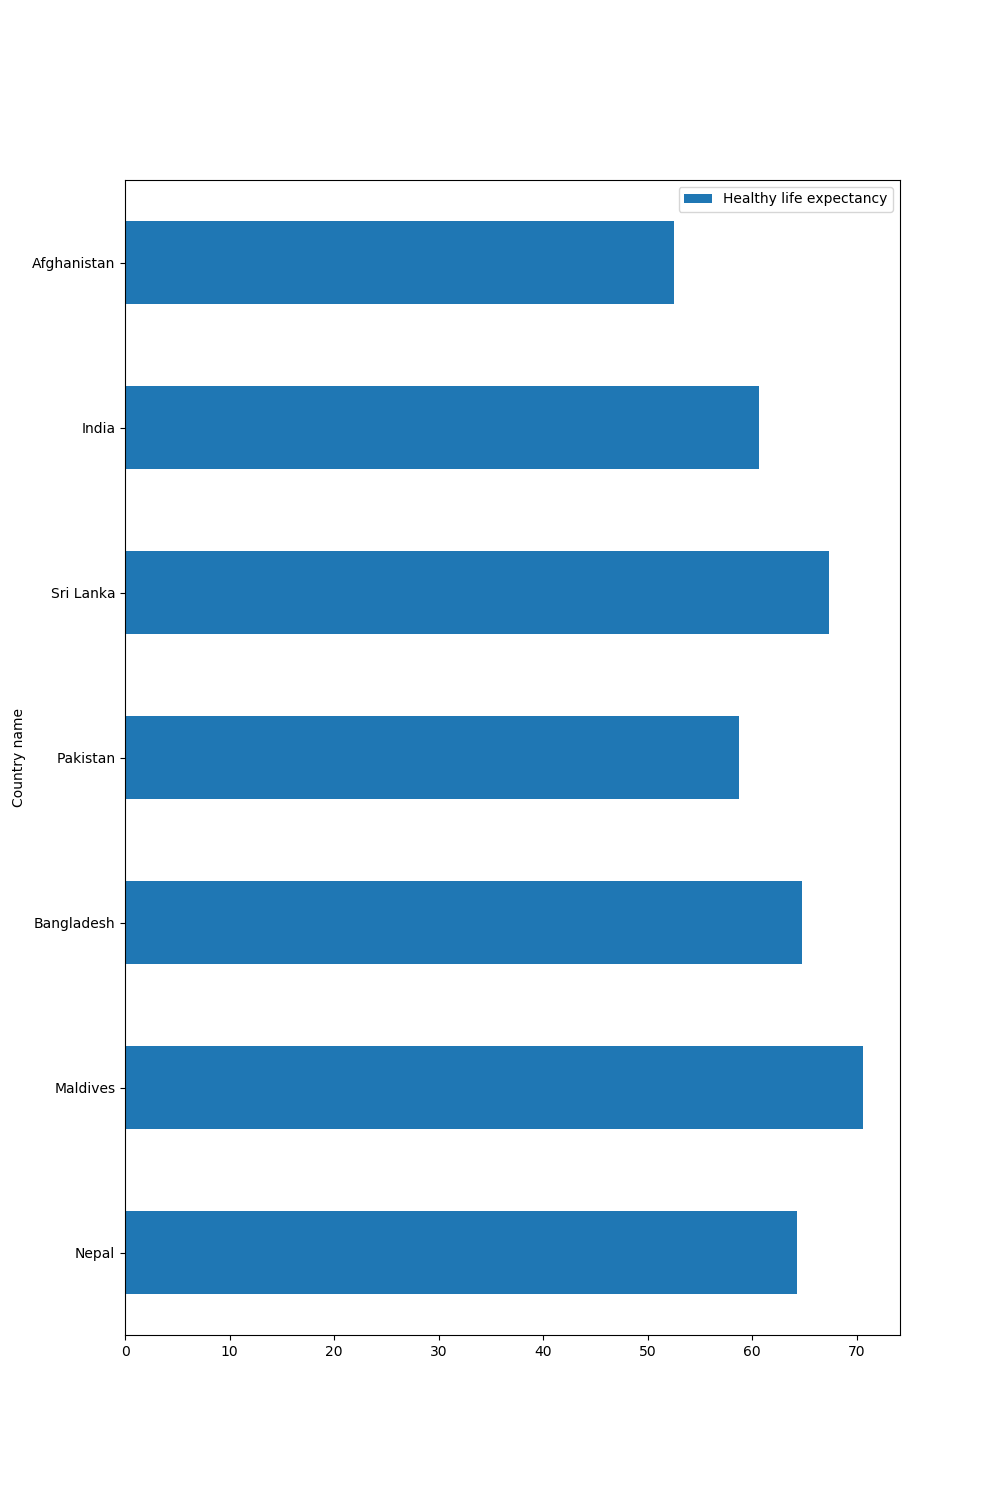 Healthy life expectancy
Afghanistan
India
Sri Lanka
Pakistan
Bangladesh
Maldives
Nepal
Country name
0 10 20 30 40 50 60 70